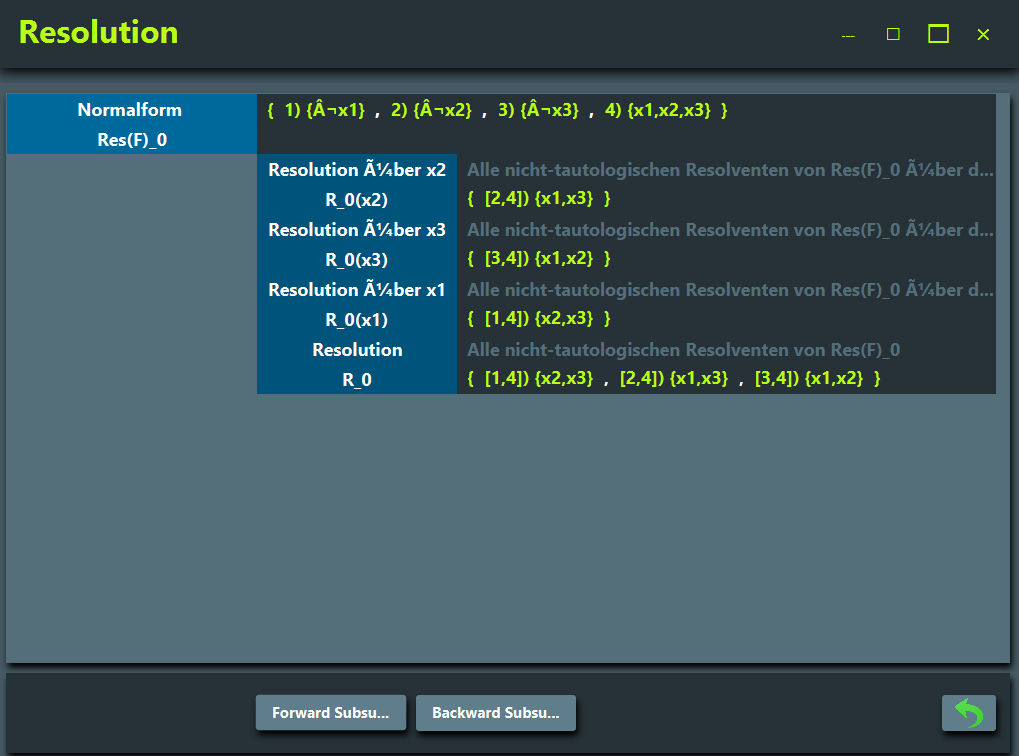 Resolution
Normalform { 1) {Â¬x1} , 2) {Â¬x2} , 3) {Â¬x3} , 4) {x1,x2,x3} }
Res(F)_0
Resolution Ã¼ber x2 Alle nicht-tautologischen Resolventen von Res(F)_0 Ã¼ber d...
R_0(x2) { [2,4]) {x1,x3} }
Resolution Ã¼ber x3 Alle nicht-tautologischen Resolventen von Res(F)_0 Ã¼ber d...
R_0(x3) { [3,4]) {x1,x2} }
Resolution Ã¼ber x1 Alle nicht-tautologischen Resolventen von Res(F)_0 Ã¼ber d...
R_0(x1) { [1,4]) {x2,x3} }
Resolution Alle nicht-tautologischen Resolventen von Res(F)_0
R_0 { [1,4]) {x2,x3} , [2,4]) {x1,x3} , [3,4]) {x1,x2} }
Forward Subsu... Backward Subsu...